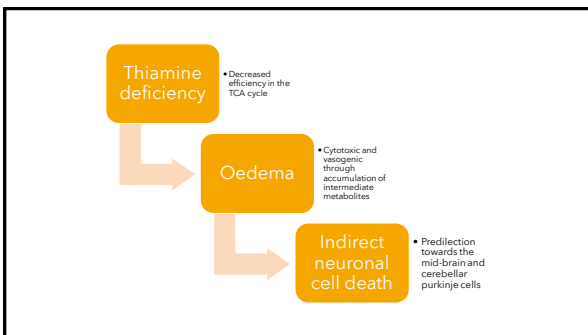 Thiamine
deficiency
• Decreased
efficiency in the
TCA cycle
Oedema
• Cytotoxic and
vasogenic
through
accumulation of
intermediate
metabolites
Indirect
neuronal
cell death
• Predilection
towards the
mid-brain and
cerebellar
purkinje cells